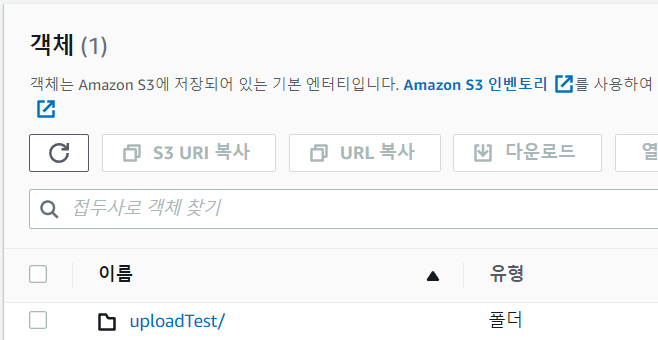 객체 (1)
객체는 Amazon S3에 저장되어 있는 기본 엔터티입니다. Amazon S3 인벤토리 를 사용하여
S3 URI 복사 URL 복사 다운로드 열
접두사로 객체 찾기
이름 유형
uploadTest/ 폴더